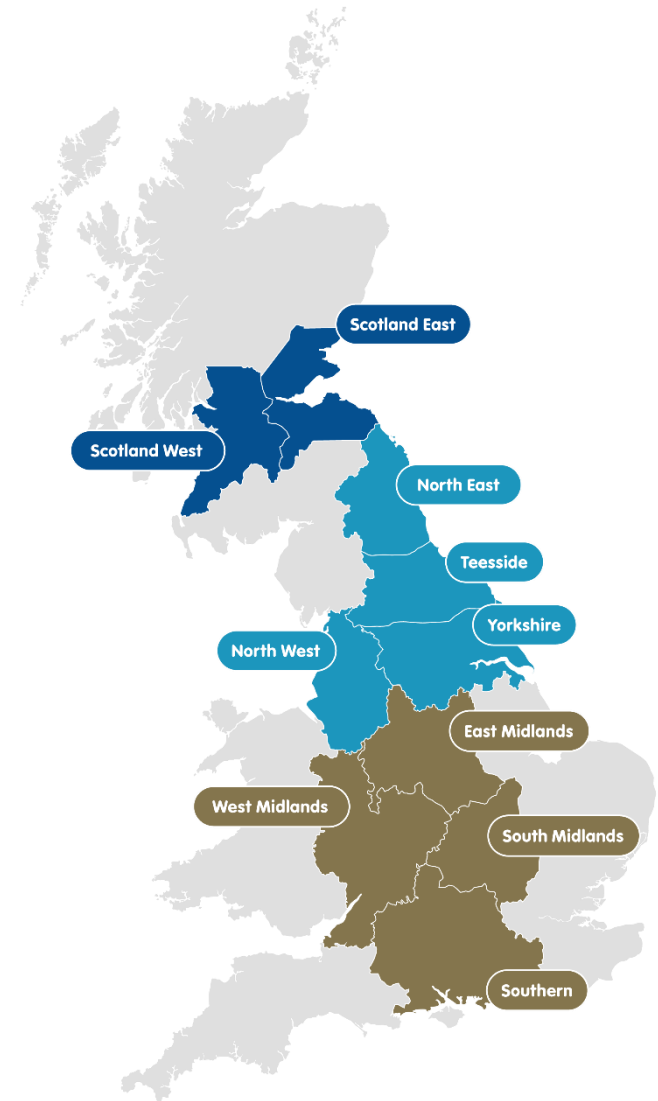 Scotland East
Scotland West
North East
Teesside
Yorkshire
North West
East Midlands
West Midlands
South Midlands
Southern